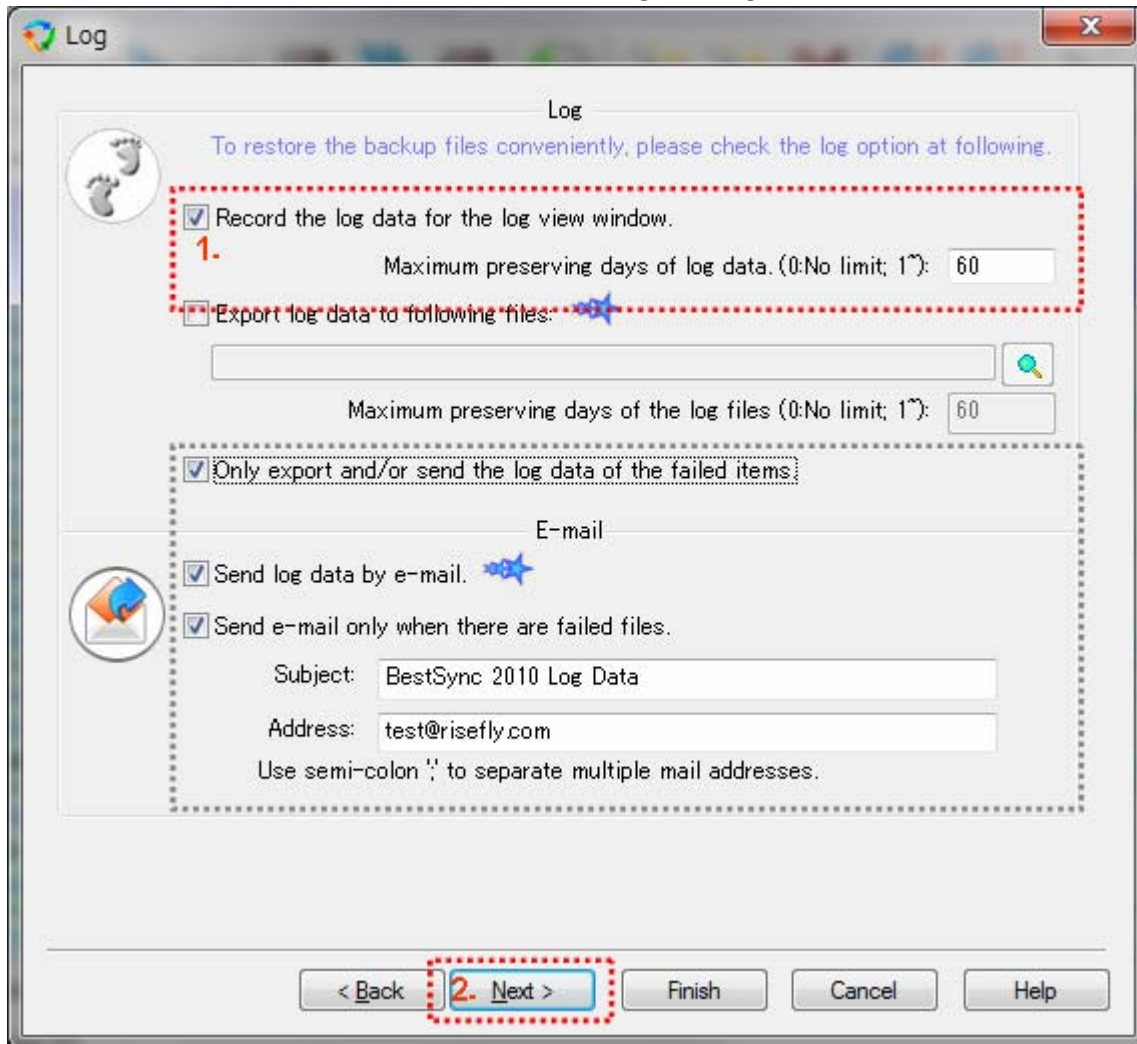 Log
Log
To restore the backup files conveniently, please check the log option at following.
Record the log data for the log view window.
1.
Maximum preserving days of log data. (0:No limit; 1~): 60
Export log data to following files:
Maximum preserving days of the log files (0:No limit; 1~): 60
Only export and/or send the log data of the failed items.
E-mail
Send log data by e-mail.
Send e-mail only when there are failed files.
Subject: BestSync 2010 Log Data
Address: test@risefly.com
Use semi-colon ';' to separate multiple mail addresses.
< Back 2. Next > Finish Cancel Help